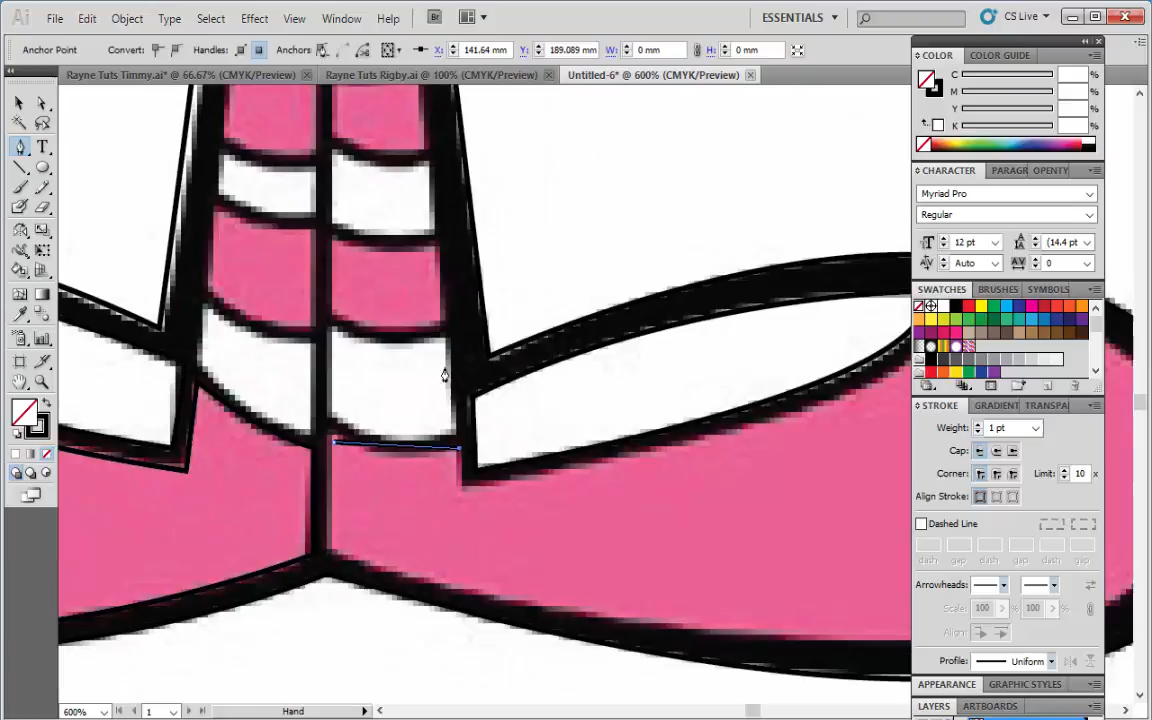 Ai File Edit Object Type Select Effect View Window Help Br ESSENTIALS CS Live
Anchor Point Convert: Handles: Anchors: X: 141.64 mm Y: 189.089 mm W: 0 mm H: 0 mm
Rayne Tuts Timmy.ai* @ 66.67% (CMYK/Preview) Rayne Tuts Rigby.ai @ 100% (CMYK/Preview) Untitled-6* @ 600% (CMYK/Preview)
COLOR COLOR GUIDE
C %
M %
Y %
K %
CHARACTER PARAGR OPENTY
Myriad Pro
Regular
12 pt (14.4 pt
Auto 0
SWATCHES BRUSHES SYMBOLS
STROKE GRADIENT TRANSPA
Weight: 1 pt
Cap:
Corner: Limit: 10 x
Align Stroke:
Dashed Line
dash gap dash gap
Arrowheads:
Scale: 100 % 100 %
Align:
Profile: Uniform
APPEARANCE GRAPHIC STYLES
LAYERS ARTBOARDS
600% 1 Hand